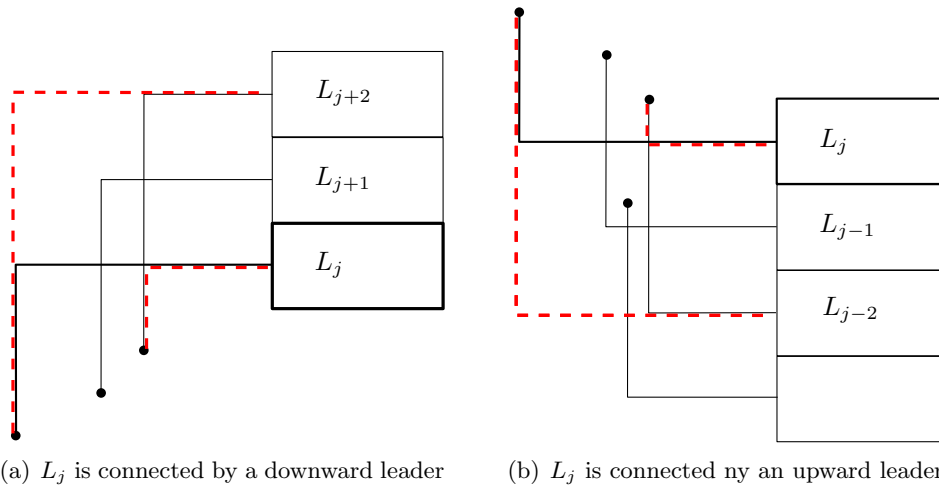 L_{j+2}
L_{j+1}
L_j
L_j
L_{j−1}
L_{j−2}
(a) L_j is connected by a downward leader
(b) L_j is connected ny an upward leader